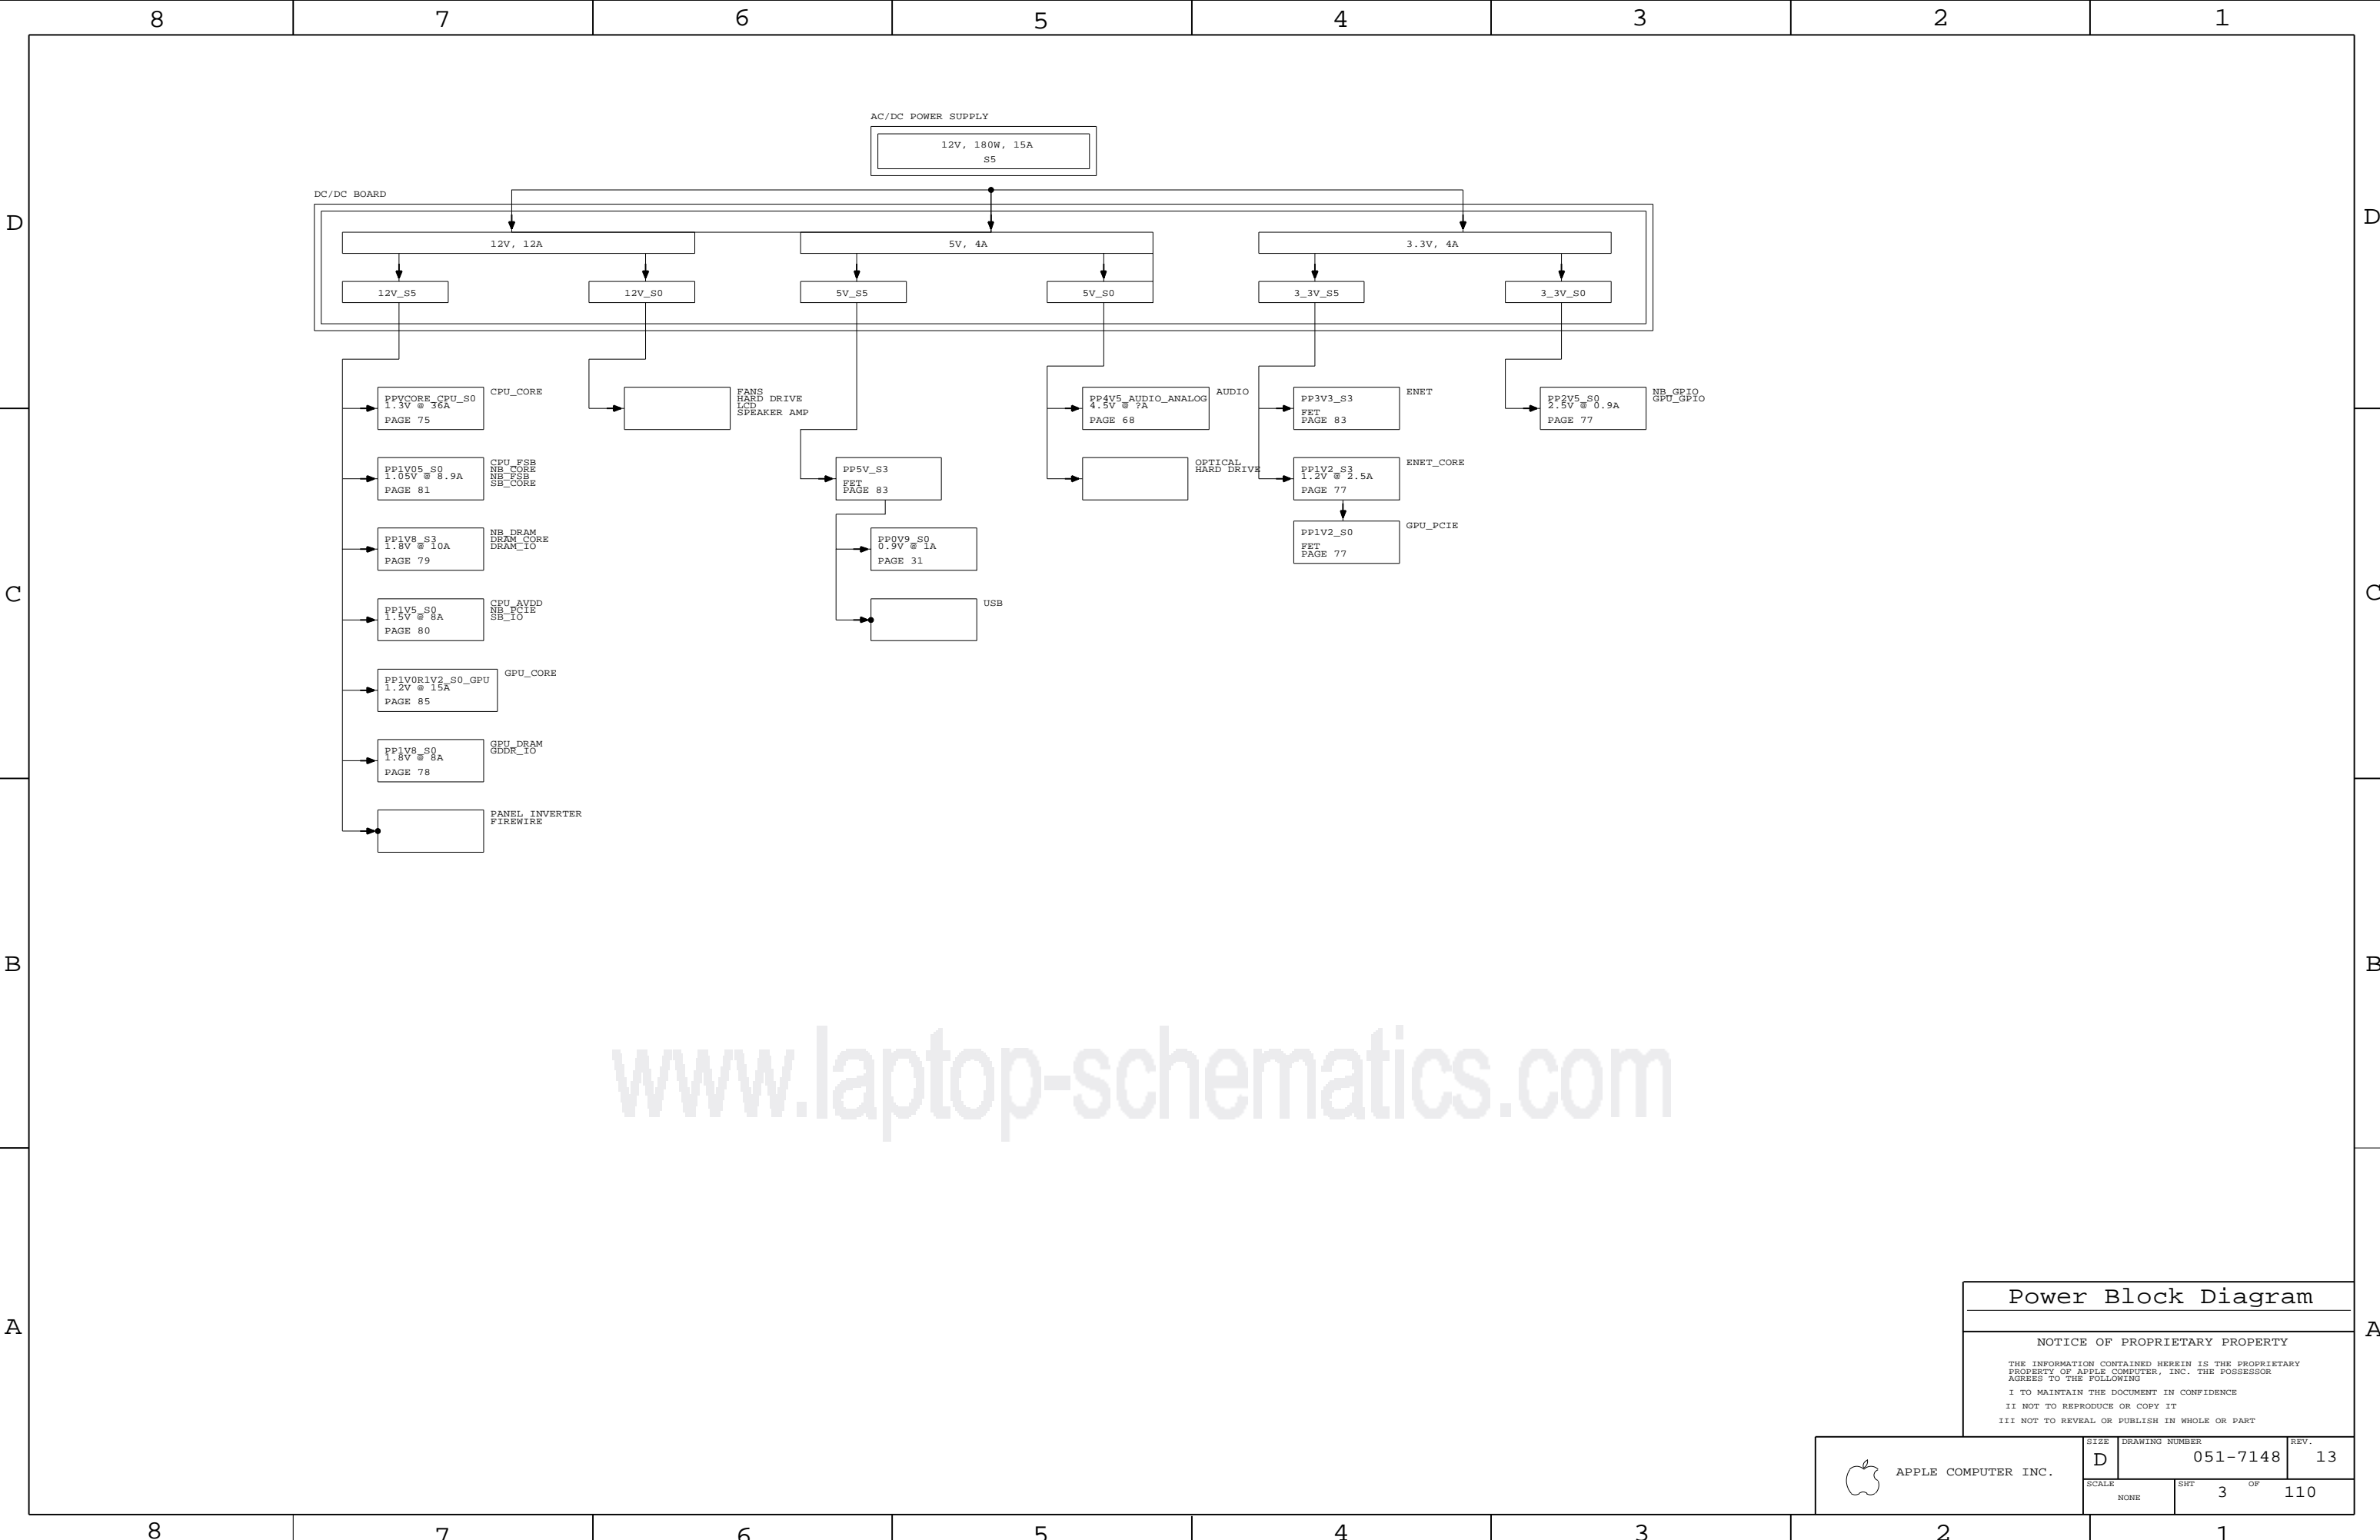 8 7 6 5 4 3 2 1
AC/DC POWER SUPPLY
12V, 180W, 15A
S5
DC/DC BOARD
D D
12V, 12A
5V, 4A
3.3V, 4A
12V_S5
12V_S0
5V_S5
5V_S0
3_3V_S5
3_3V_S0
PPVCORE_CPU_S0
1.3V @ 36A
PAGE 75
CPU_CORE
FANS
HARD DRIVE
LCD
SPEAKER AMP
PP4V5_AUDIO_ANALOG
4.5V @ ?A
PAGE 68
AUDIO
PP3V3_S3
FET
PAGE 83
ENET
PP2V5_S0
2.5V @ 0.9A
PAGE 77
NB_GPIO
GPU_GPIO
PP1V05_S0
1.05V @ 8.9A
PAGE 81
CPU_FSB
NB_CORE
NB_FSB
SB_CORE
PP5V_S3
FET
PAGE 83
OPTICAL
HARD DRIVE
PP1V2_S3
1.2V @ 2.5A
PAGE 77
ENET_CORE
PP1V8_S3
1.8V @ 10A
PAGE 79
NB_DRAM
DRAM_CORE
DRAM_IO
PP0V9_S0
0.9V @ 1A
PAGE 31
PP1V2_S0
FET
PAGE 77
GPU_PCIE
C C
PP1V5_S0
1.5V @ 8A
PAGE 80
CPU_AVDD
NB_PCIE
SB_IO
USB
PP1V0R1V2_S0_GPU
1.2V @ 15A
PAGE 85
GPU_CORE
PP1V8_S0
1.8V @ 8A
PAGE 78
GPU_DRAM
GDDR_IO
PANEL INVERTER
FIREWIRE
B B
www.laptop-schematics.com
A A
Power Block Diagram
NOTICE OF PROPRIETARY PROPERTY
THE INFORMATION CONTAINED HEREIN IS THE PROPRIETARY
PROPERTY OF APPLE COMPUTER, INC. THE POSSESSOR
AGREES TO THE FOLLOWING
I TO MAINTAIN THE DOCUMENT IN CONFIDENCE
II NOT TO REPRODUCE OR COPY IT
III NOT TO REVEAL OR PUBLISH IN WHOLE OR PART
APPLE COMPUTER INC.
SIZE
D
DRAWING NUMBER
051-7148
REV.
13
SCALE
NONE
SHT
3
OF
110
8 7 6 5 4 3 2 1